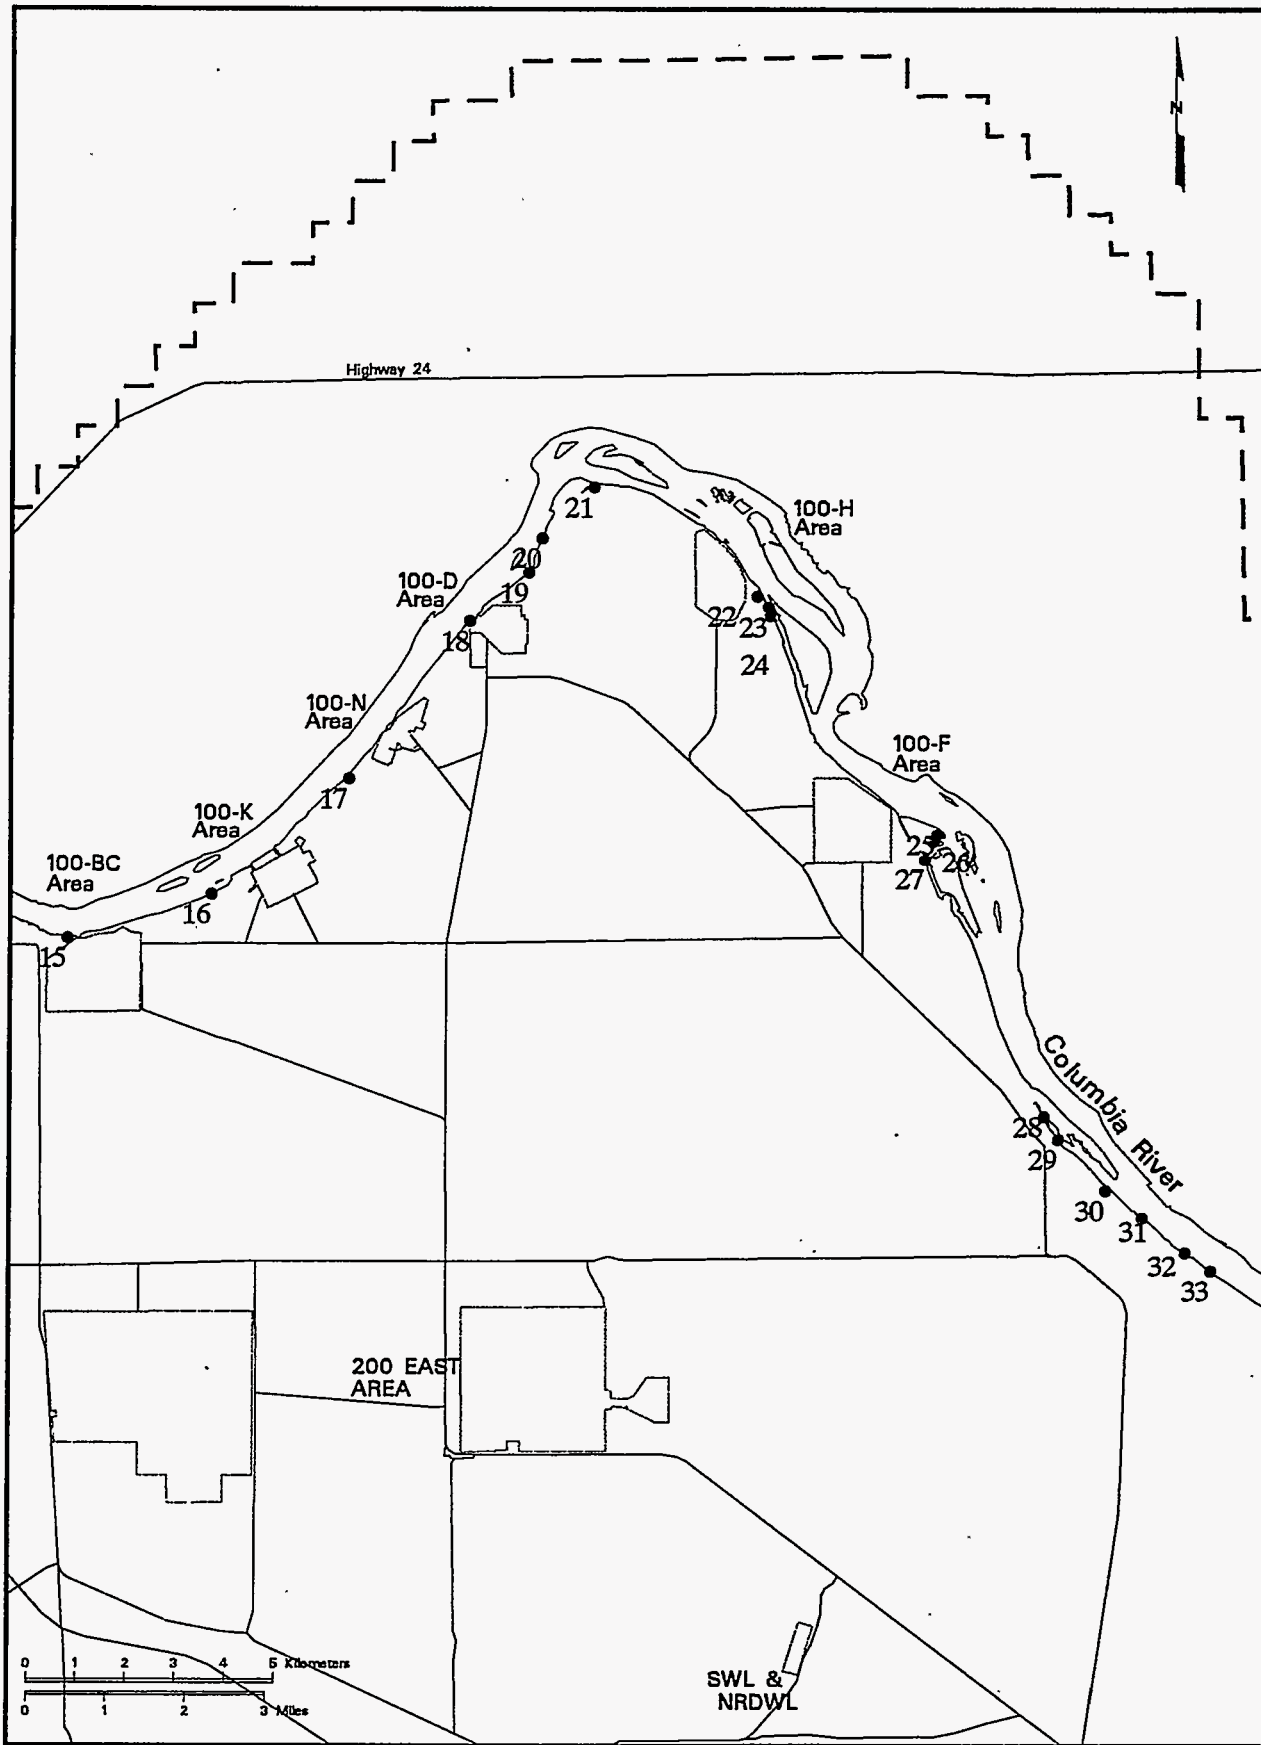 N
Highway 24
21
100-H
Area
20
100-D
Area
19
18
22
23
24
100-N
Area
100-F
Area
17
100-K
Area
25
26
27
100-BC
Area
16
15
Columbia River
28
29
30
31
32
33
200 EAST
AREA
0 1 2 3 4 5 Kilometers
0 1 2 3 Miles
SWL &
NRDWL